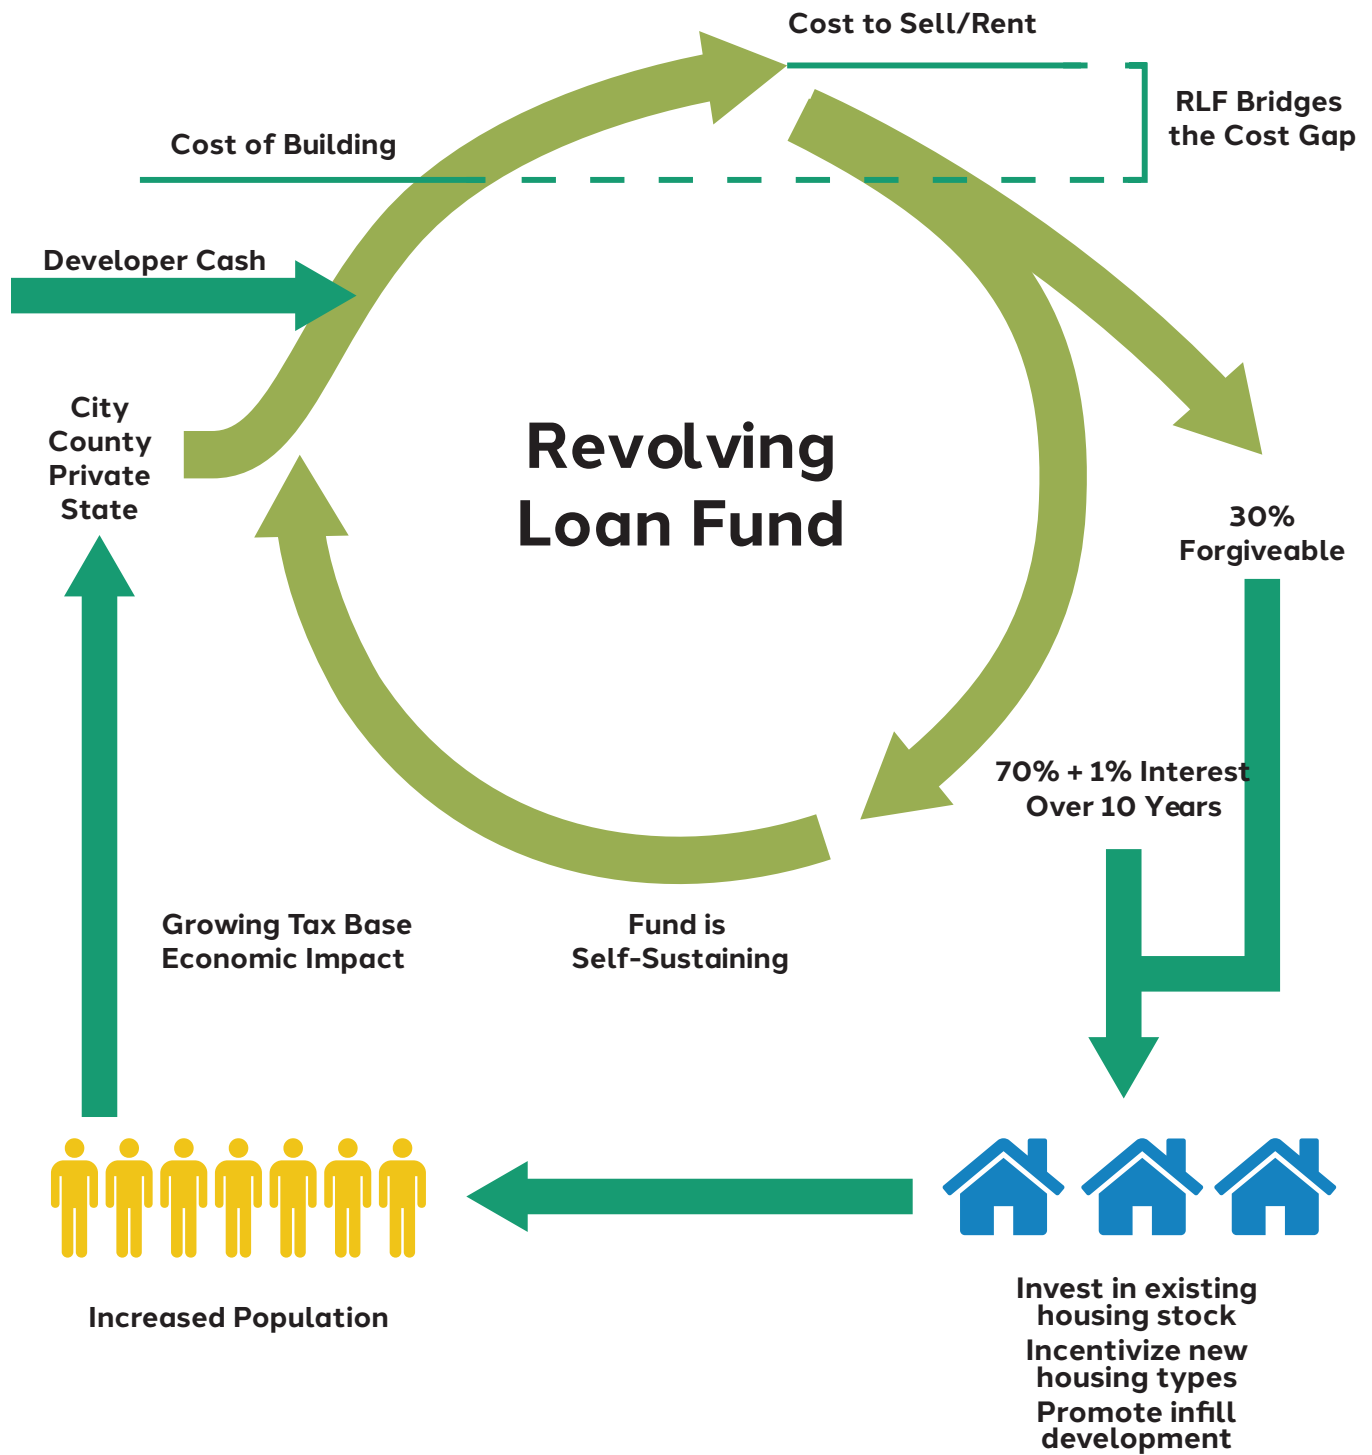 Cost to Sell/Rent
RLF Bridges
the Cost Gap
Cost of Building
Developer Cash
City
County
Private
State
Revolving
Loan Fund
30%
Forgiveable
70% + 1% Interest
Over 10 Years
Growing Tax Base
Economic Impact
Fund is
Self-Sustaining
Increased Population
Invest in existing
housing stock
Incentivize new
housing types
Promote infill
development